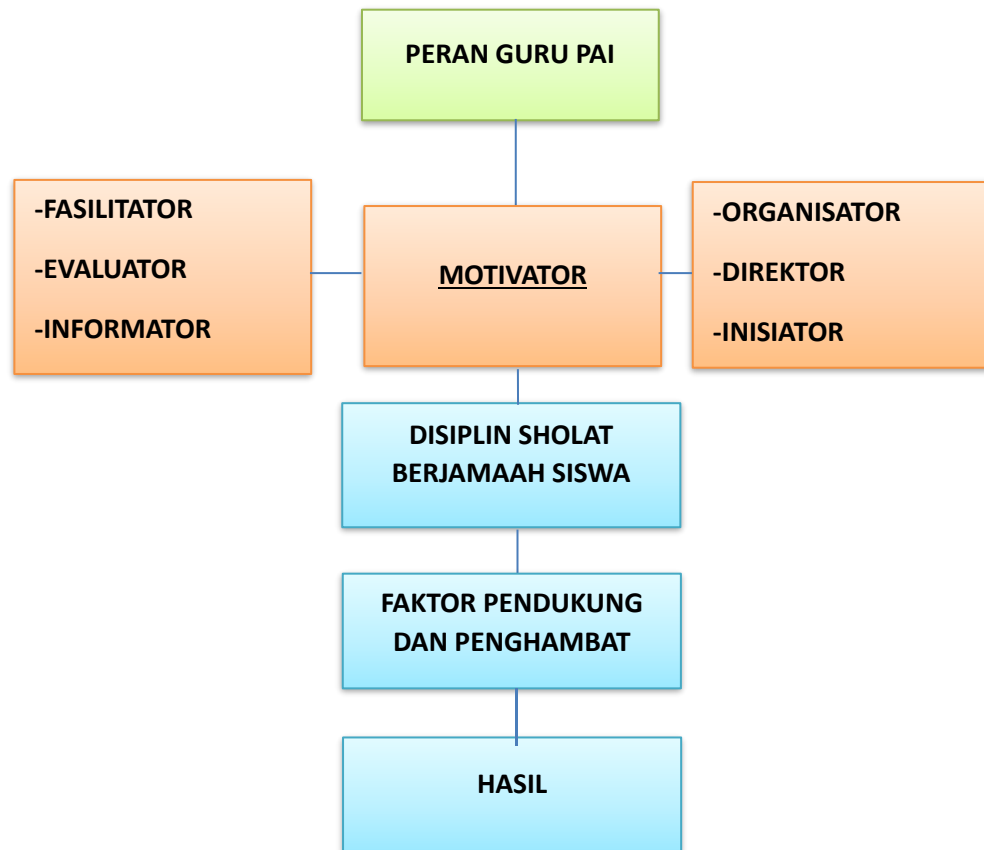 PERAN GURU PAI
-FASILITATOR
-EVALUATOR
-INFORMATOR
MOTIVATOR
-ORGANISATOR
-DIREKTOR
-INISIATOR
DISIPLIN SHOLAT
BERJAMAAH SISWA
FAKTOR PENDUKUNG
DAN PENGHAMBAT
HASIL